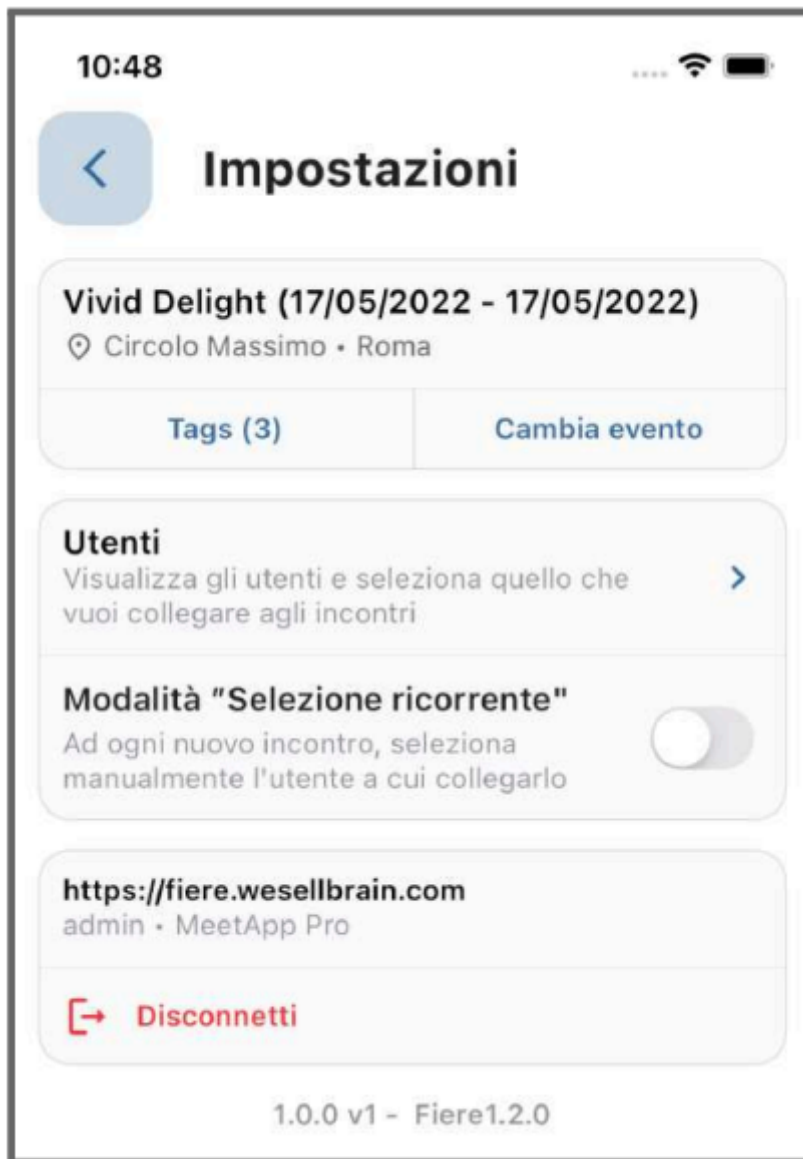 10:48
Impostazioni
Vivid Delight (17/05/2022 - 17/05/2022)
Circolo Massimo • Roma
Tags (3)
Cambia evento
Utenti
Visualizza gli utenti e seleziona quello che
vuoi collegare agli incontri
Modalità "Selezione ricorrente"
Ad ogni nuovo incontro, seleziona
manualmente l'utente a cui collegarlo
https://fiere.wesellbrain.com
admin • MeetApp Pro
Disconnetti
1.0.0 v1 - Fiere1.2.0